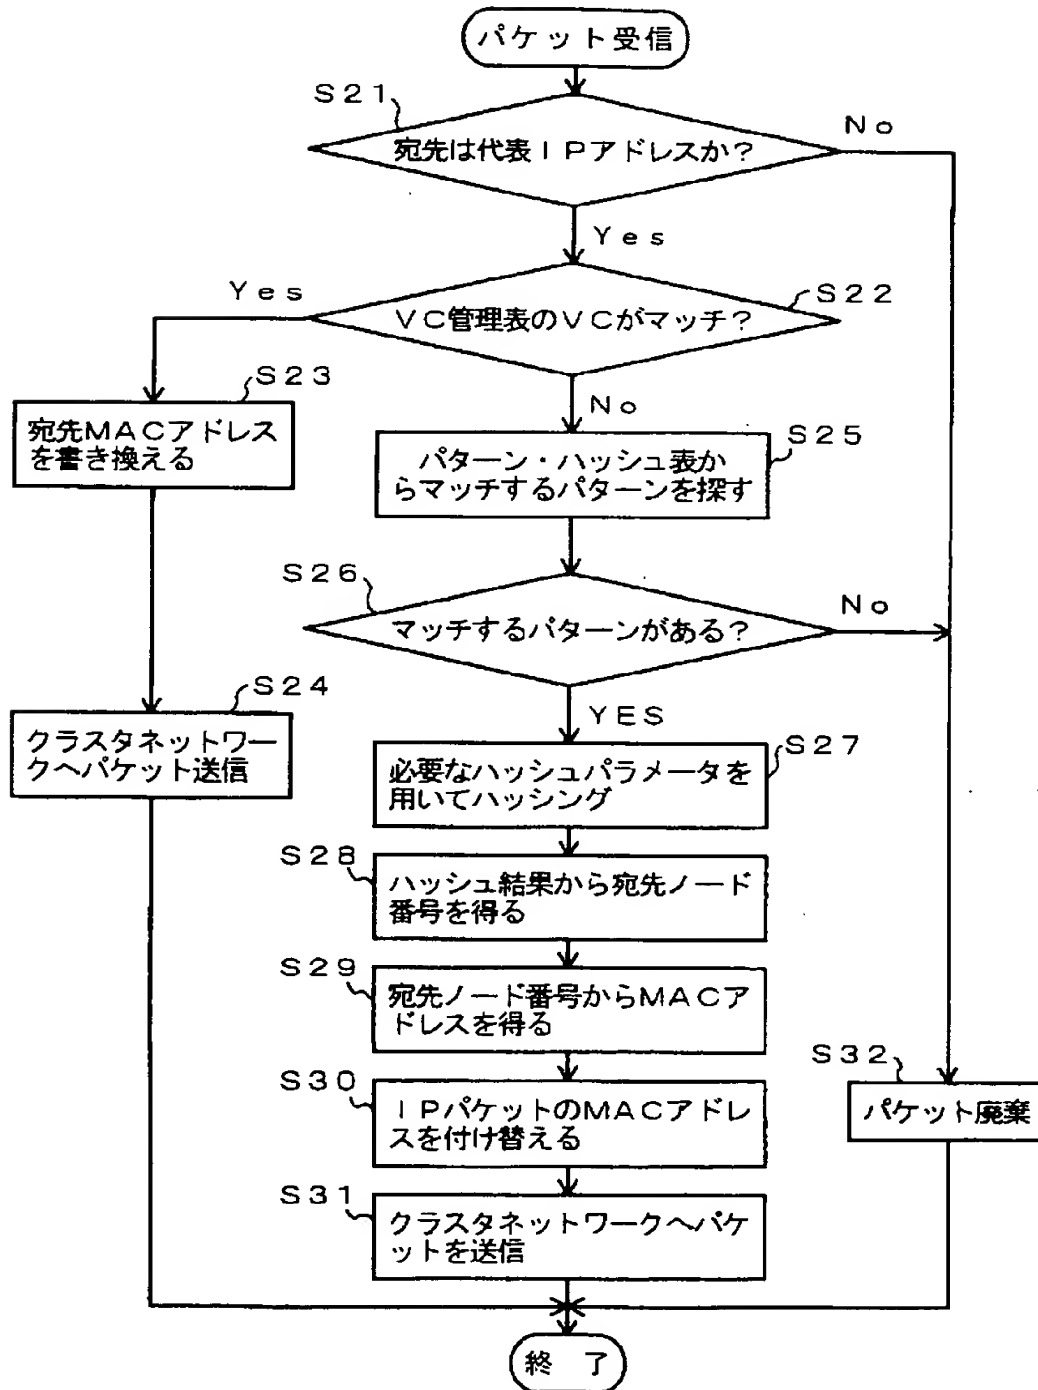 パケット受信
S21
宛先は代表IPアドレスか?
No
Yes
S22
VC管理表のVCがマッチ?
Yes
No
S23
宛先MACアドレス
を書き換える
S25
パターン・ハッシュ表か
らマッチするパターンを探す
S26
マッチするパターンがある?
No
YES
S24
クラスタネットワー
クへパケット送信
S27
必要なハッシュパラメータを
用いてハッシング
S28
ハッシュ結果から宛先ノード
番号を得る
S29
宛先ノード番号からMACア
ドレスを得る
S30
IPパケットのMACアドレ
スを付け替える
S31
クラスタネットワークへパケ
ットを送信
S32
パケット廃棄
終 了